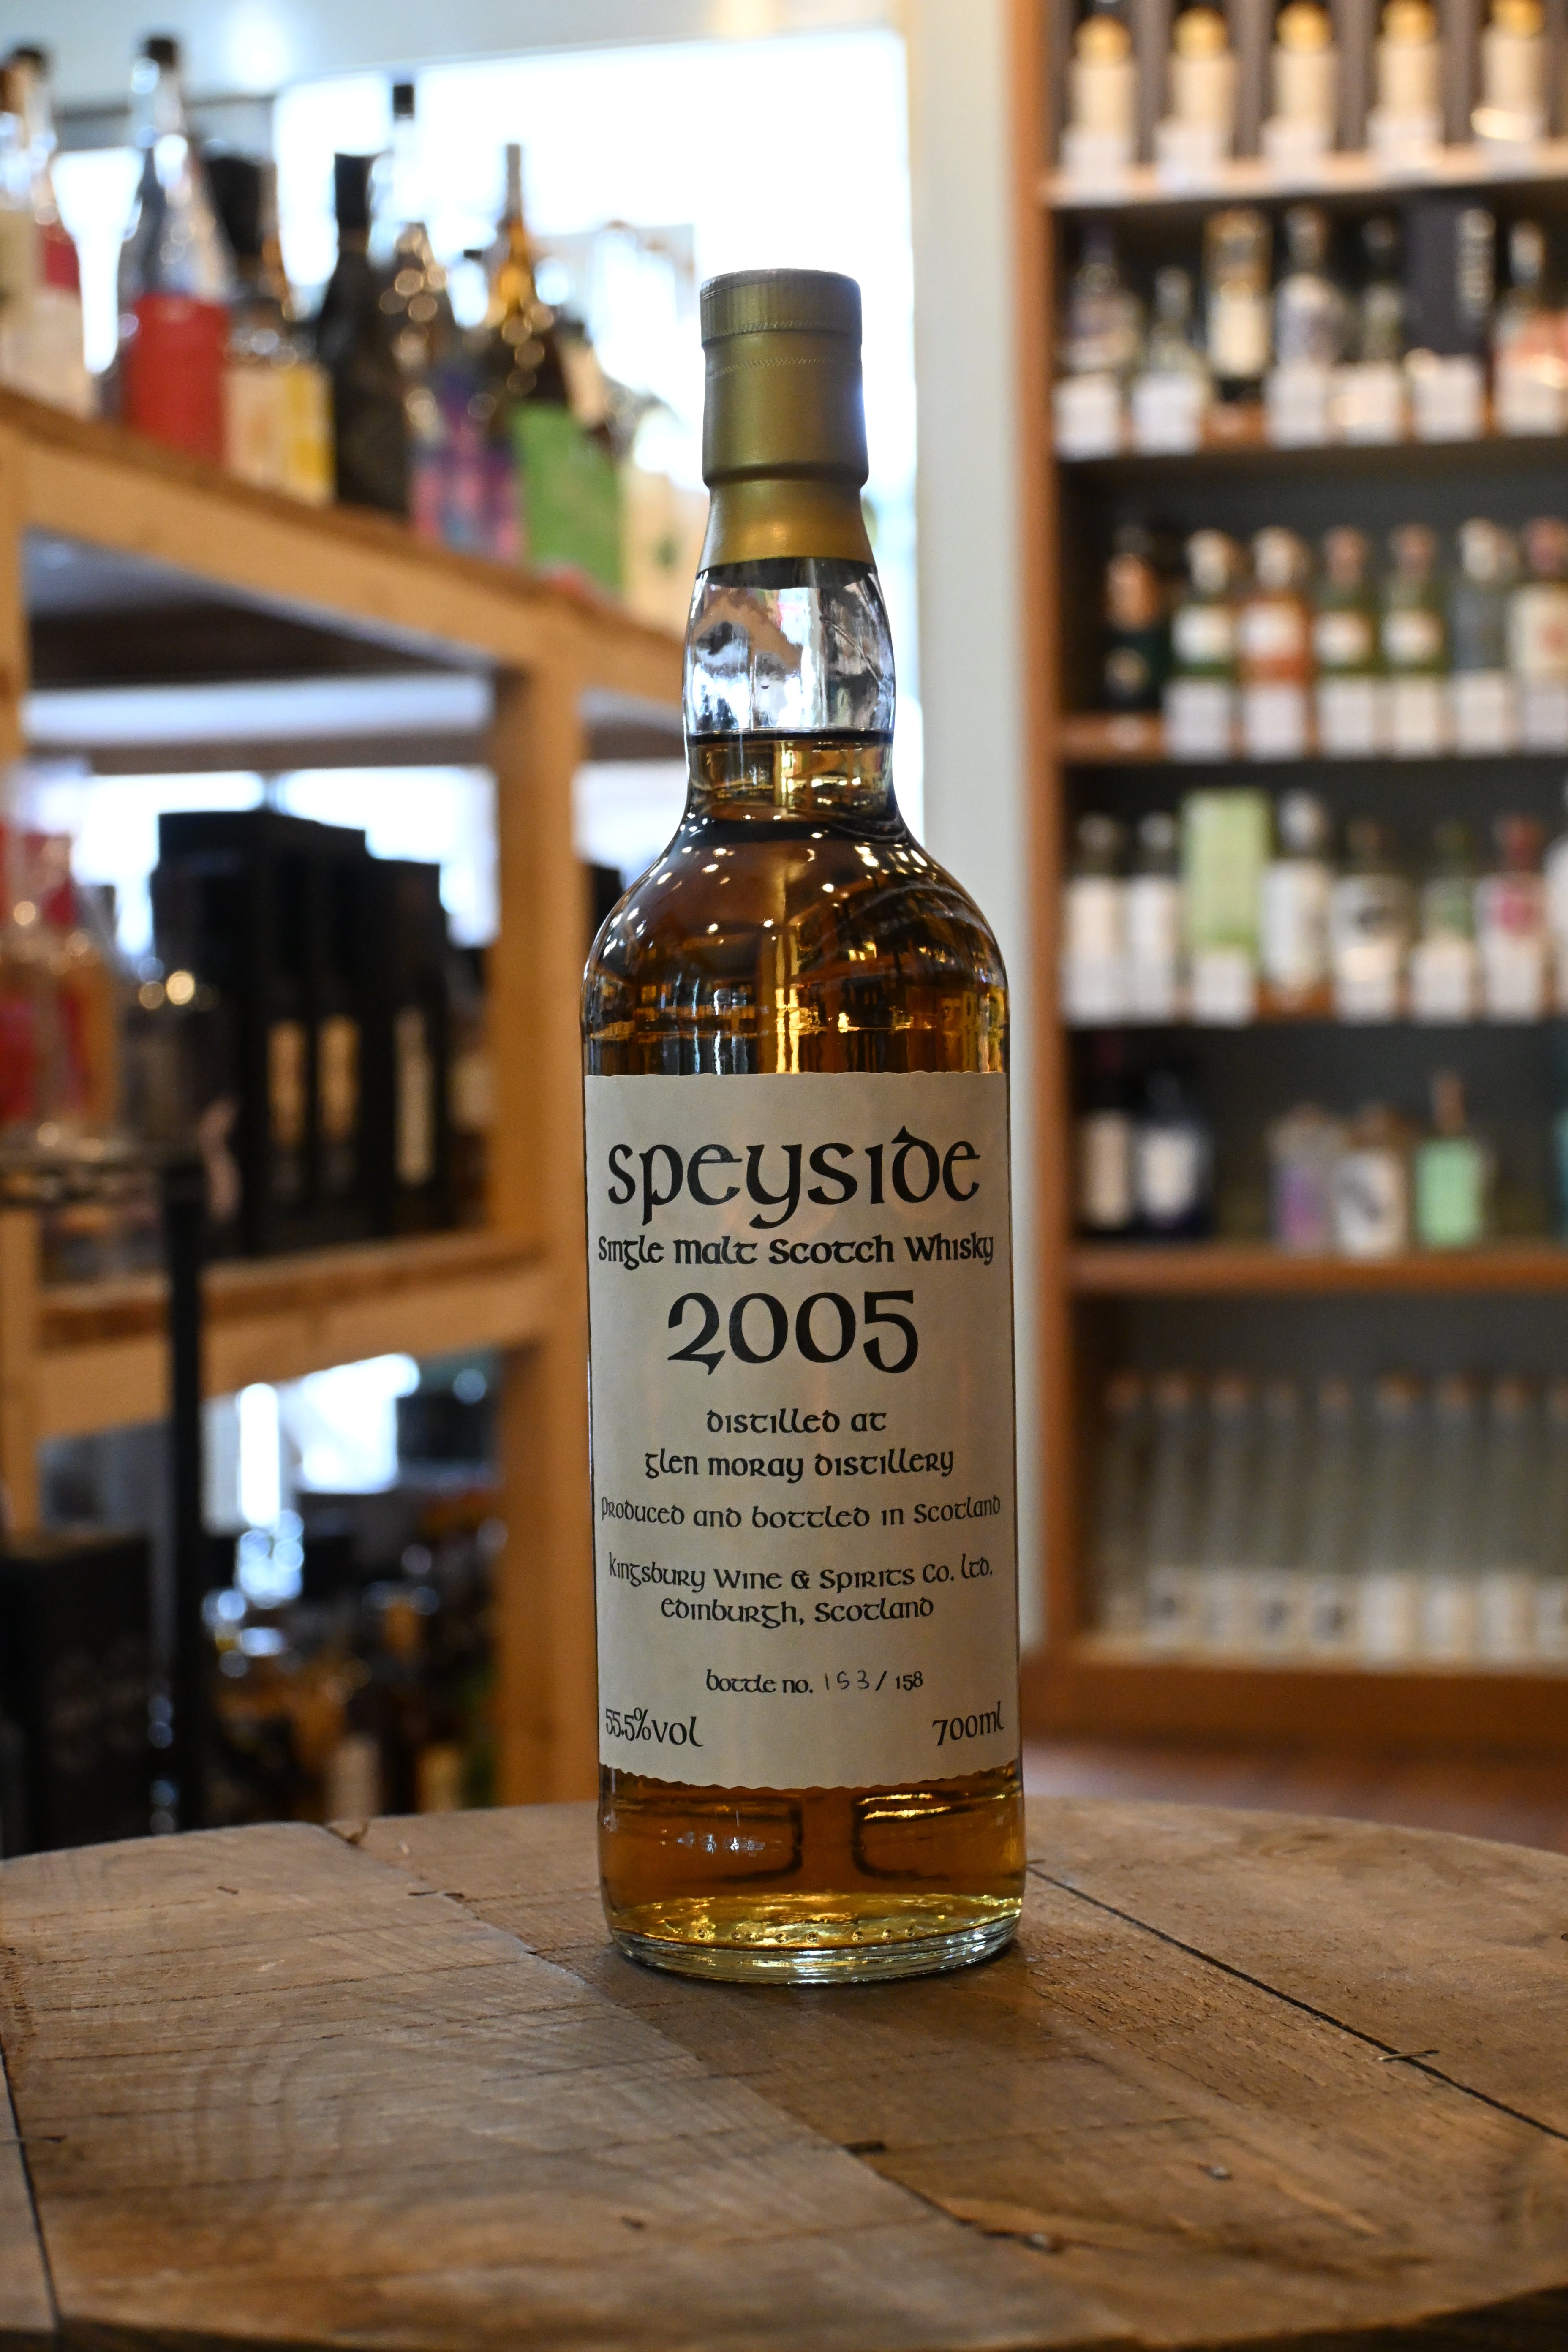 speyside
Single Malt Scotch Whisky
2005
distilled at
glen moray distillery
Produced and bottled in Scotland
Kingsbury Wine & Spirits Co. Ltd.
Edinburgh, Scotland
bottle no. 153 / 158
55.5%vol 700ml